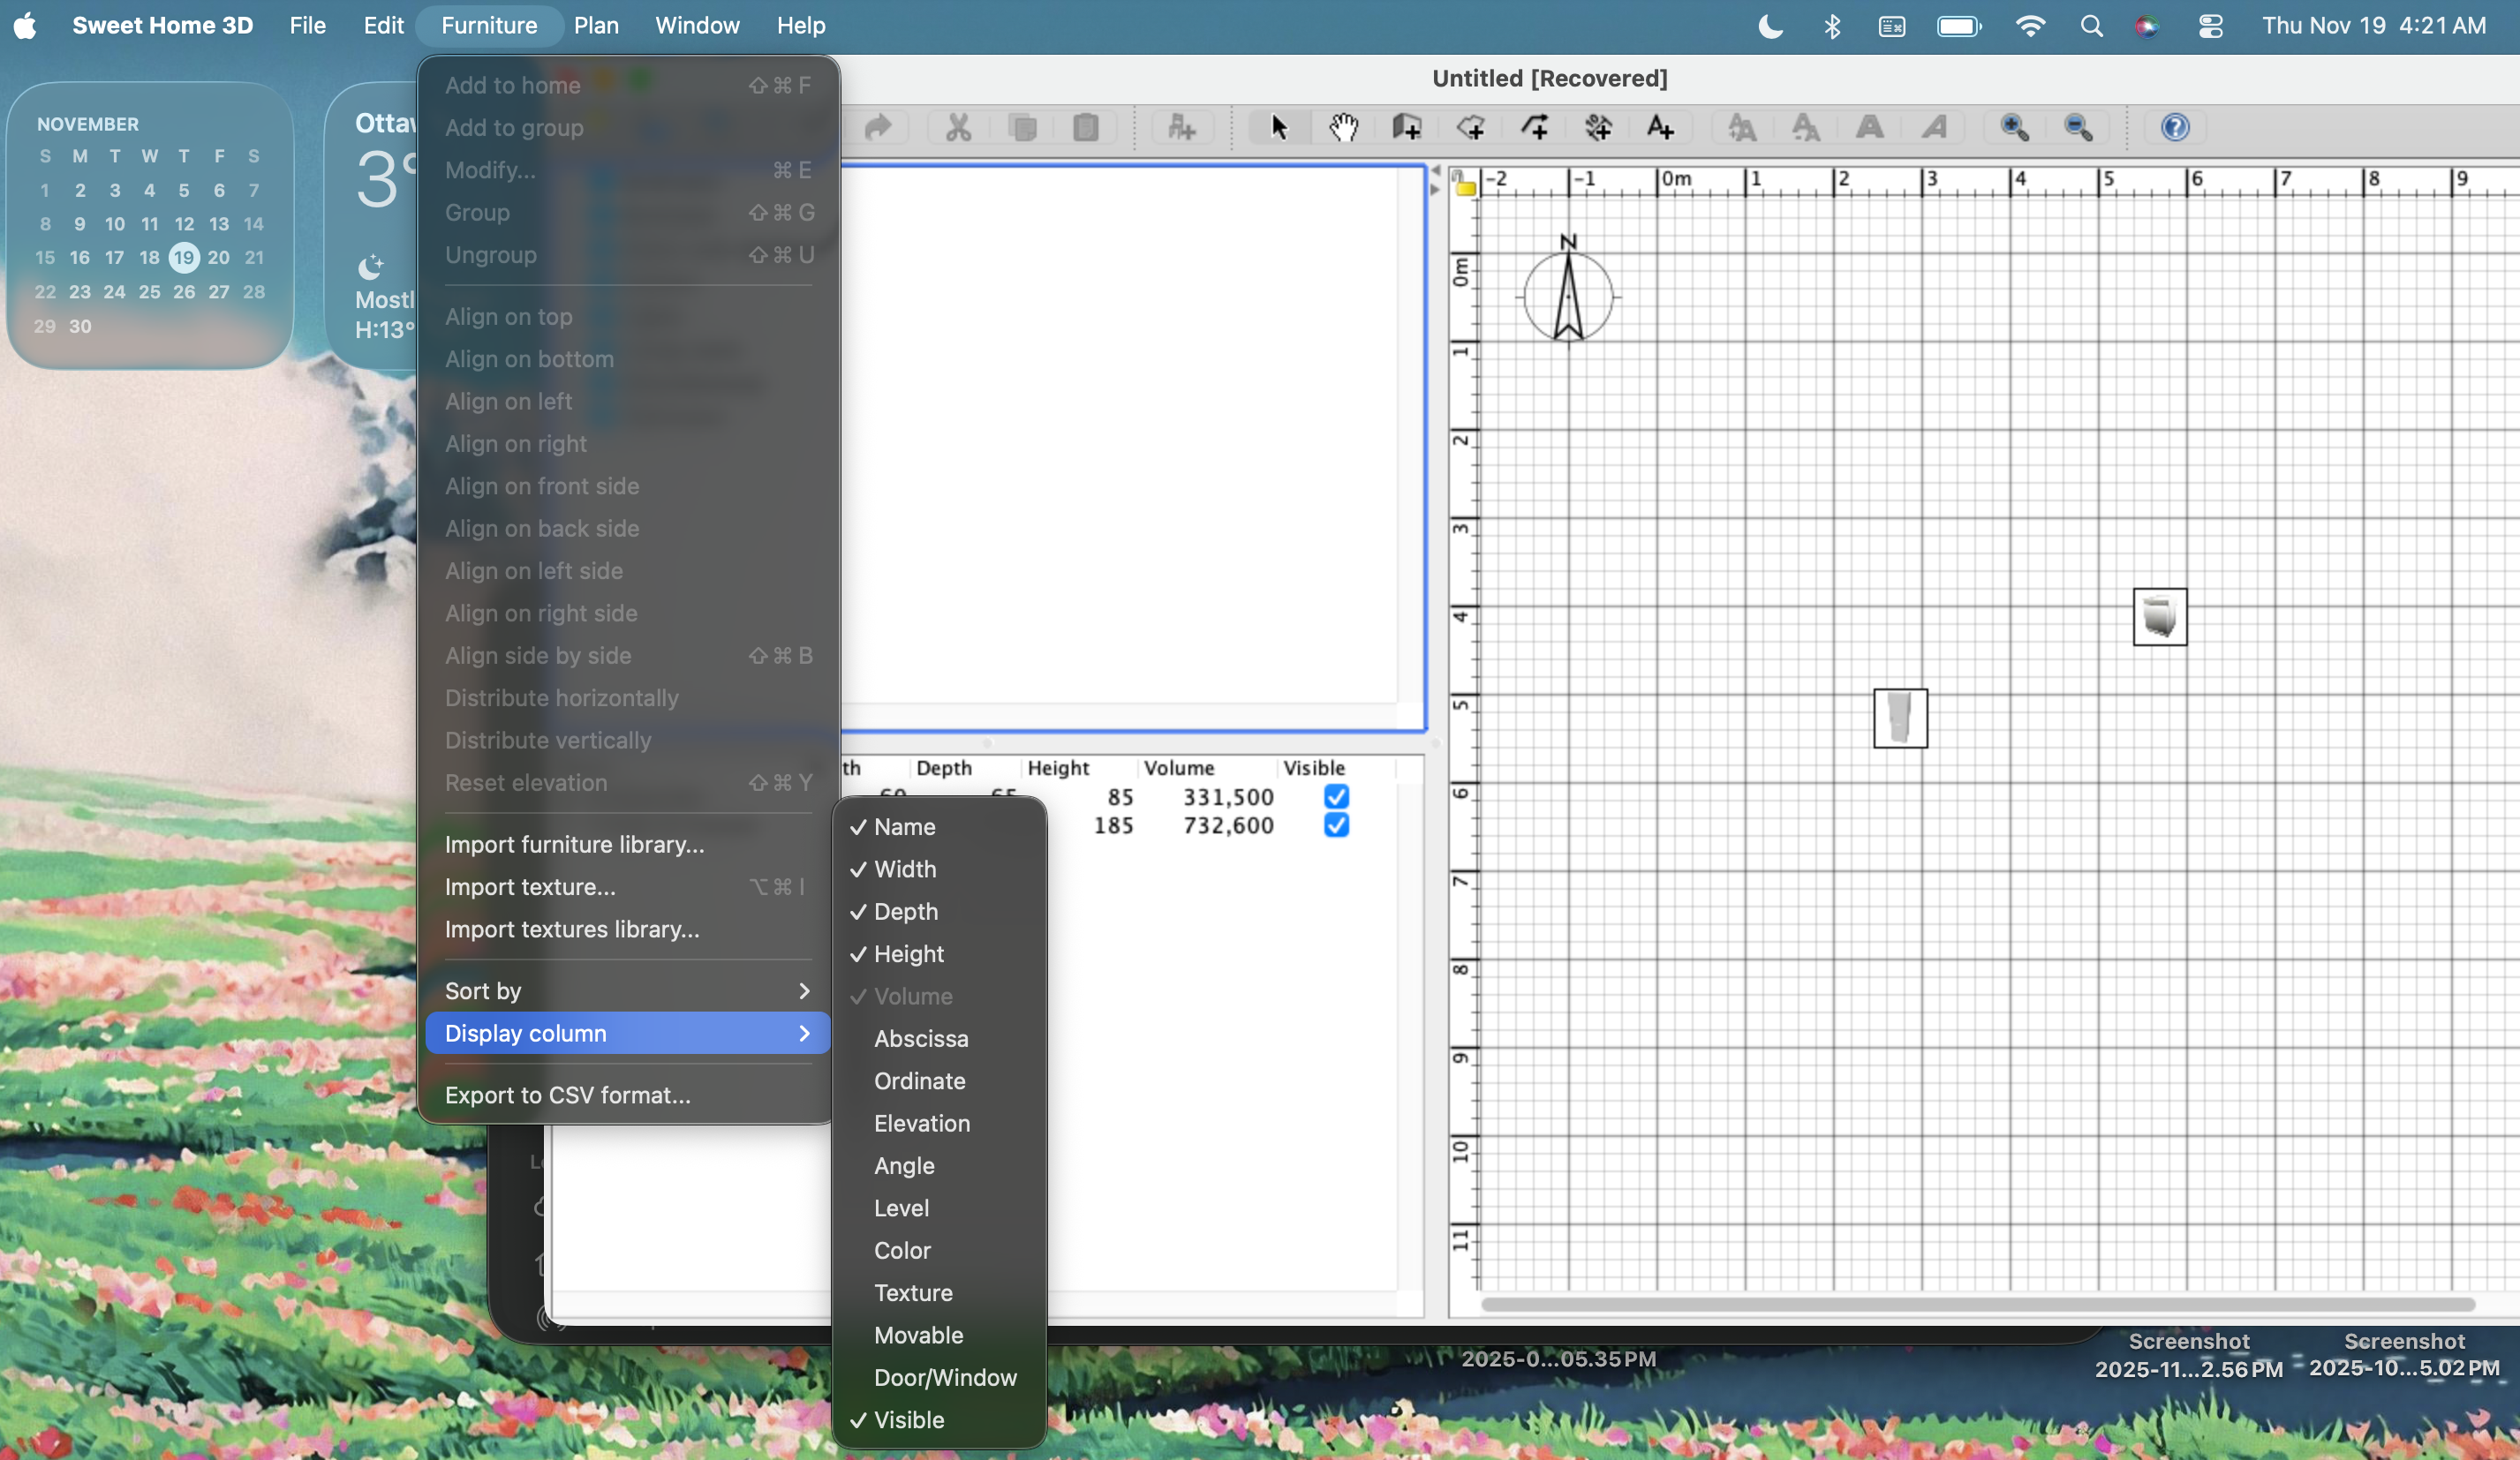 Sweet Home 3D File Edit Furniture Plan Window Help Thu Nov 19 4:21 AM
NOVEMBER
S M T W T F S
1 2 3 4 5 6 7
8 9 10 11 12 13 14
15 16 17 18 19 20 21
22 23 24 25 26 27 28
29 30
3°
H:13°
Add to home ⇧⌘F
Add to group
Modify... ⌘E
Group ⇧⌘G
Ungroup ⇧⌘U
Align on top
Align on bottom
Align on left
Align on right
Align on front side
Align on back side
Align on left side
Align on right side
Align side by side ⇧⌘B
Distribute horizontally
Distribute vertically
Reset elevation ⇧⌘Y
Import furniture library...
Import texture... ⌥⌘I
Import textures library...
Sort by
Display column
Export to CSV format...
✓ Name
✓ Width
✓ Depth
✓ Height
✓ Volume
Abscissa
Ordinate
Elevation
Angle
Level
Color
Texture
Movable
Door/Window
✓ Visible
Untitled [Recovered]
th Depth Height Volume Visible
60 65 85 331,500
185 732,600
-2 -1 0m 1 2 3 4 5 6 7 8 9
N
0m
1
2
3
4
5
6
7
8
9
10
11
2025-0...05.35 PM
Screenshot
2025-11...2.56 PM
Screenshot
2025-10...5.02 PM